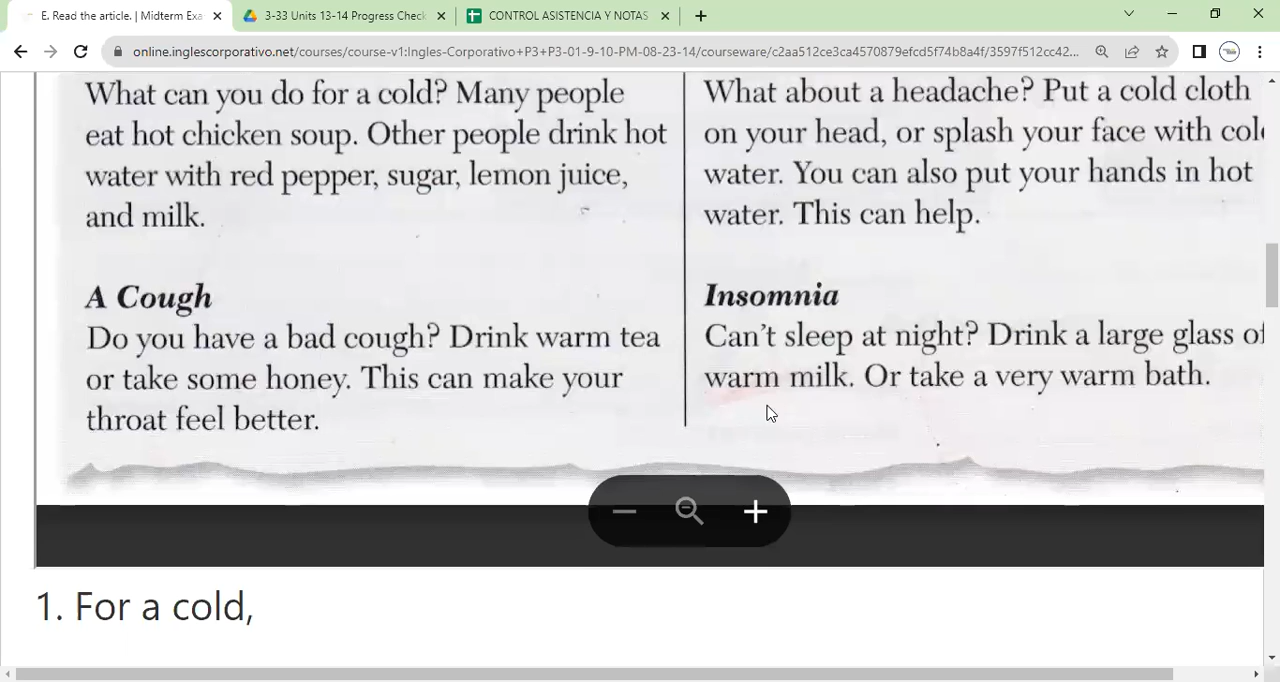 E. Read the article. | Midterm Exa
3-33 Units 13-14 Progress Check
CONTROL ASISTENCIA Y NOTAS
online.inglescorporativo.net/courses/course-v1:Ingles-Corporativo+P3+P3-01-9-10-PM-08-23-14/courseware/c2aa512ce3ca4570879efcd5f74b8a4f/3597f512cc42...
What can you do for a cold? Many people
eat hot chicken soup. Other people drink hot
water with red pepper, sugar, lemon juice,
and milk.
A Cough
Do you have a bad cough? Drink warm tea
or take some honey. This can make your
throat feel better.
What about a headache? Put a cold cloth
on your head, or splash your face with col
water. You can also put your hands in hot
water. This can help.
Insomnia
Can't sleep at night? Drink a large glass of
warm milk. Or take a very warm bath.
1. For a cold,